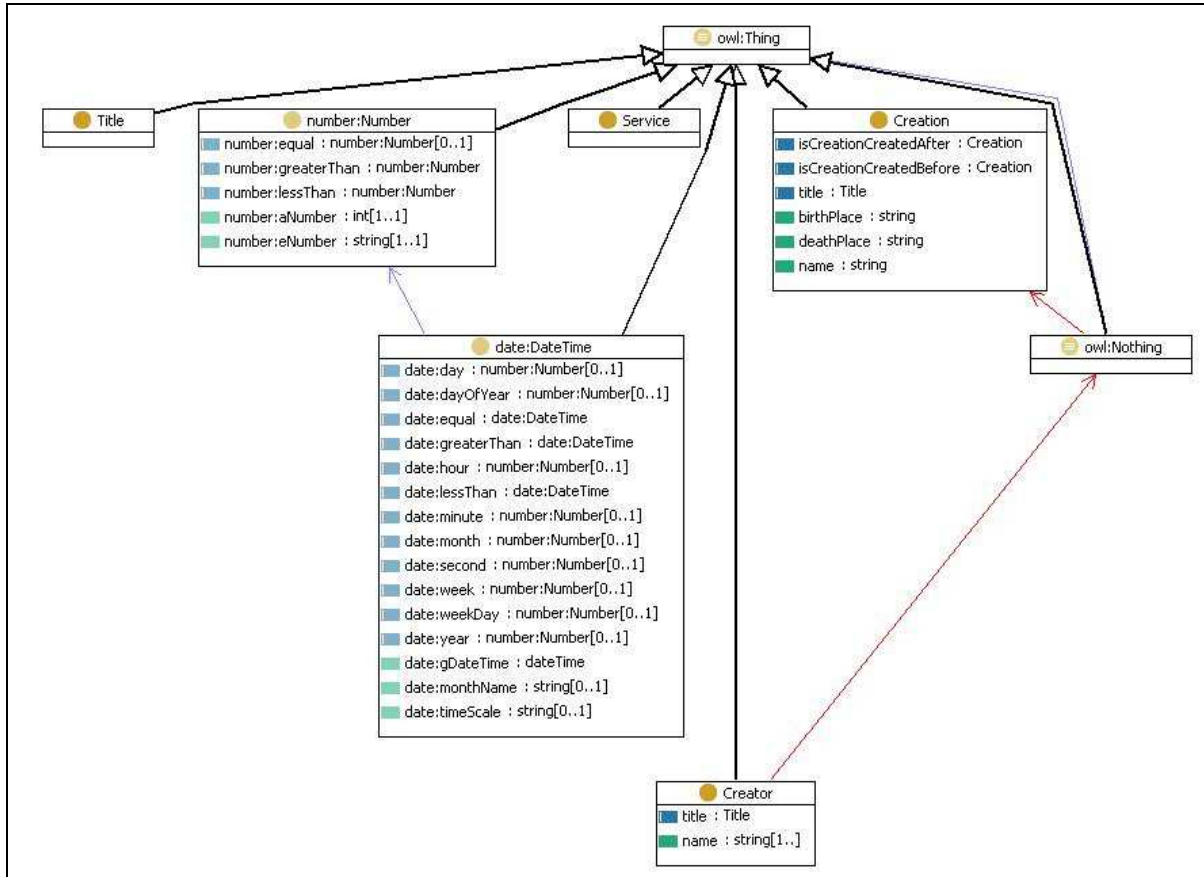 owl:Thing
Title
number:Number
number:equal : number:Number[0..1]
number:greaterThan : number:Number
number:lessThan : number:Number
number:aNumber : int[1..1]
number:eNumber : string[1..1]
Service
Creation
isCreationCreatedAfter : Creation
isCreationCreatedBefore : Creation
title : Title
birthPlace : string
deathPlace : string
name : string
date:DateTime
date:day : number:Number[0..1]
date:dayOfYear : number:Number[0..1]
date:equal : date:DateTime
date:greaterThan : date:DateTime
date:hour : number:Number[0..1]
date:lessThan : date:DateTime
date:minute : number:Number[0..1]
date:month : number:Number[0..1]
date:second : number:Number[0..1]
date:week : number:Number[0..1]
date:weekDay : number:Number[0..1]
date:year : number:Number[0..1]
date:gDateTime : dateTime
date:monthName : string[0..1]
date:timeScale : string[0..1]
owl:Nothing
Creator
title : Title
name : string[1..]